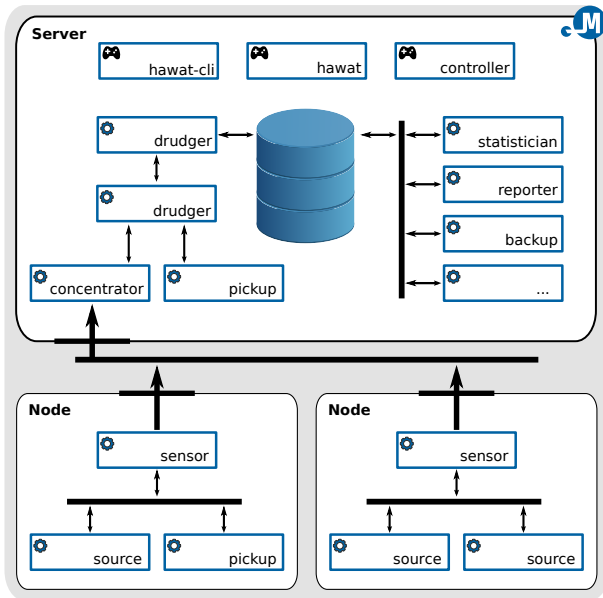 Server
M
hawat-cli
hawat
controller
drudger
statistician
drudger
reporter
backup
concentrator
pickup
...
Node
Node
sensor
sensor
source
pickup
source
source